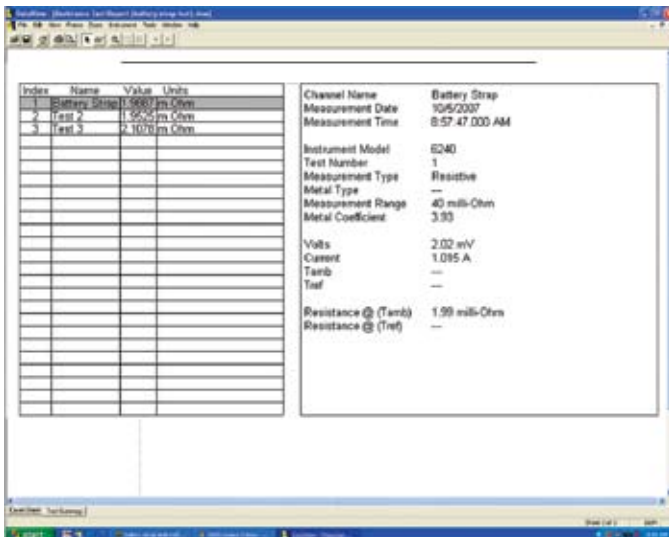 Index Name Value Units
1 Battery Strap 1.9887 m Ohm
2 Test 2 1.9525 m Ohm
3 Test 3 2.1078 m Ohm
Channel Name Battery Strap
Measurement Date 10/5/2007
Measurement Time 8:57:47.000 AM
Instrument Model 6240
Test Number 1
Measurement Type Resistive
Metal Type ---
Measurement Range 40 milli-Ohm
Metal Coefficient 3.93
Volts 2.02 mV
Current 1.095 A
Tamb ---
Tref ---
Resistance @ (Tamb) 1.99 milli-Ohm
Resistance @ (Tref) ---